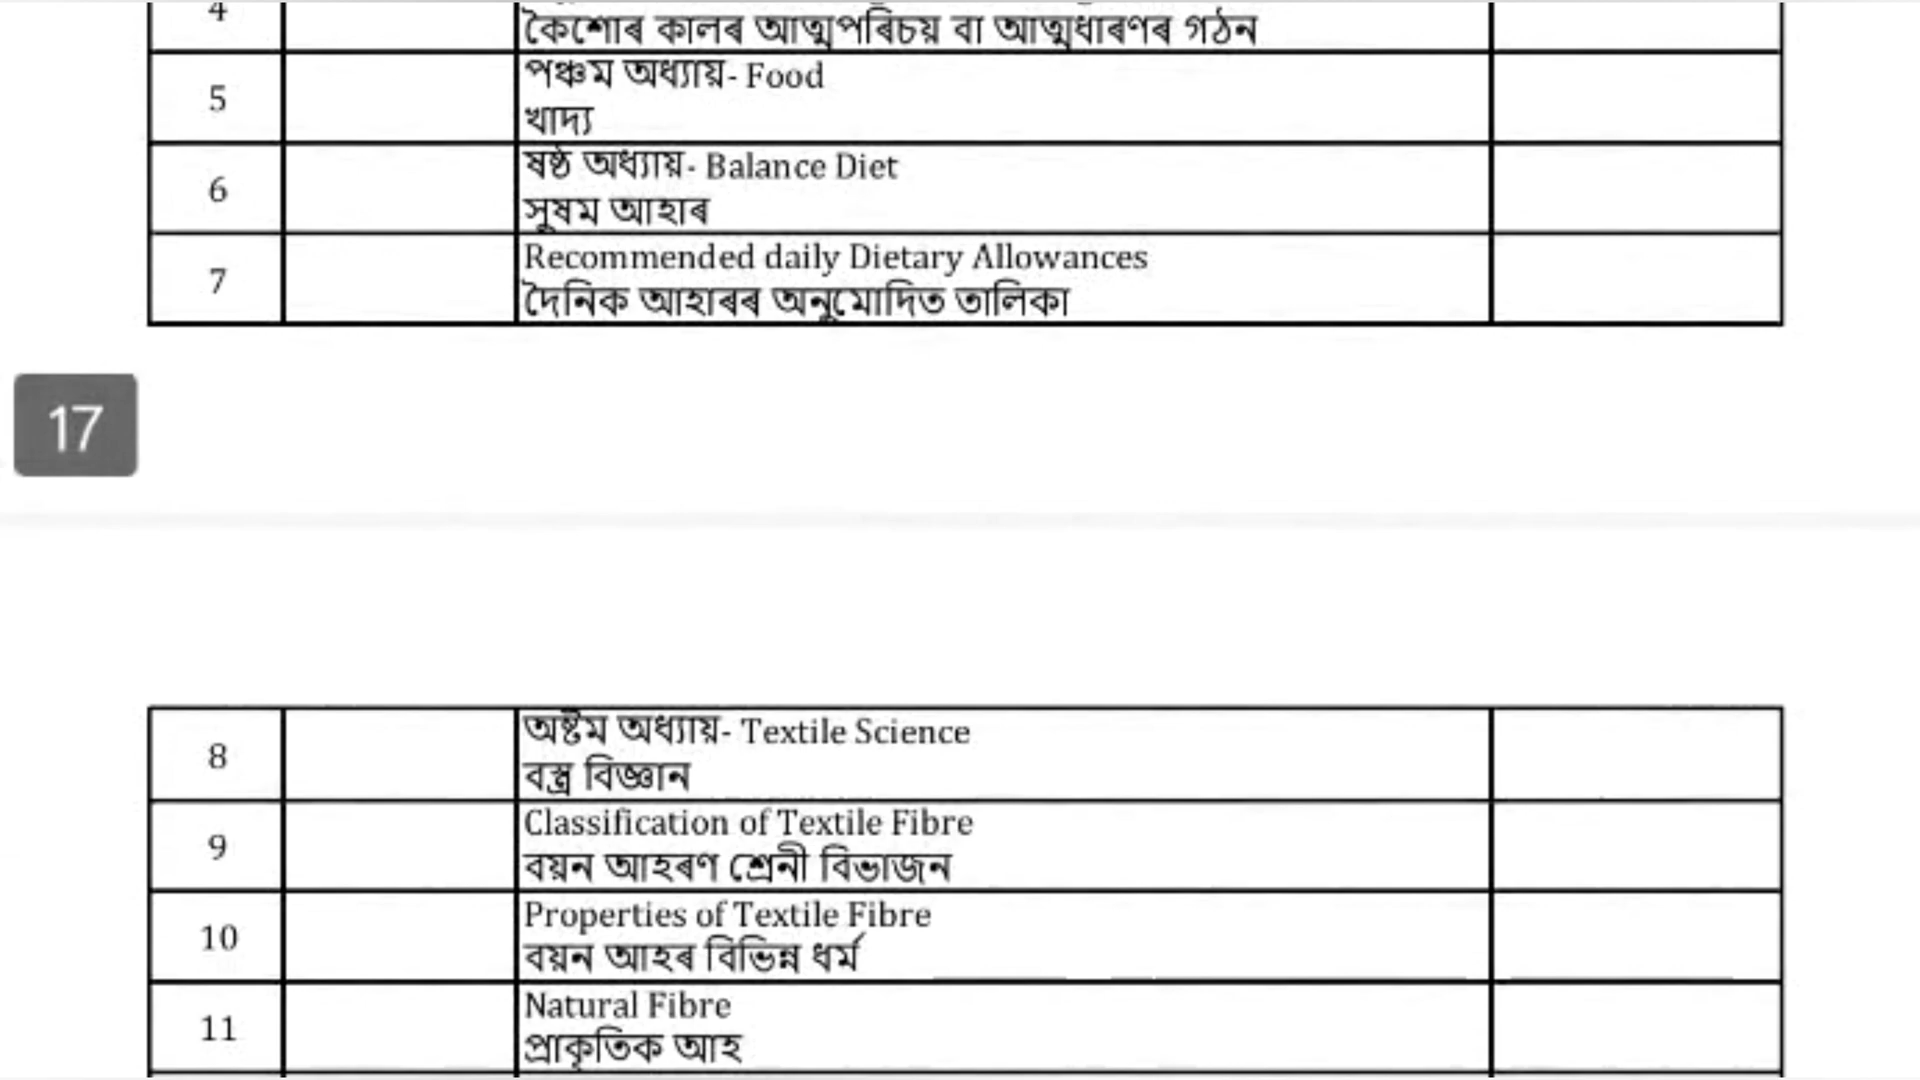 4
কৈশোৰ কালৰ আত্মপৰিচয় বা আত্মধাৰণৰ গঠন
5
পঞ্চম অধ্যায়- Food
খাদ্য
6
ষষ্ঠ অধ্যায়- Balance Diet
সুষম আহাৰ
7
Recommended daily Dietary Allowances
দৈনিক আহাৰৰ অনুমোদিত তালিকা
17
8
অষ্টম অধ্যায়- Textile Science
বস্ত্ৰ বিজ্ঞান
9
Classification of Textile Fibre
বয়ন আহৰণ শ্ৰেনী বিভাজন
10
Properties of Textile Fibre
বয়ন আহৰ বিভিন্ন ধৰ্ম
11
Natural Fibre
প্ৰাকৃতিক আহ